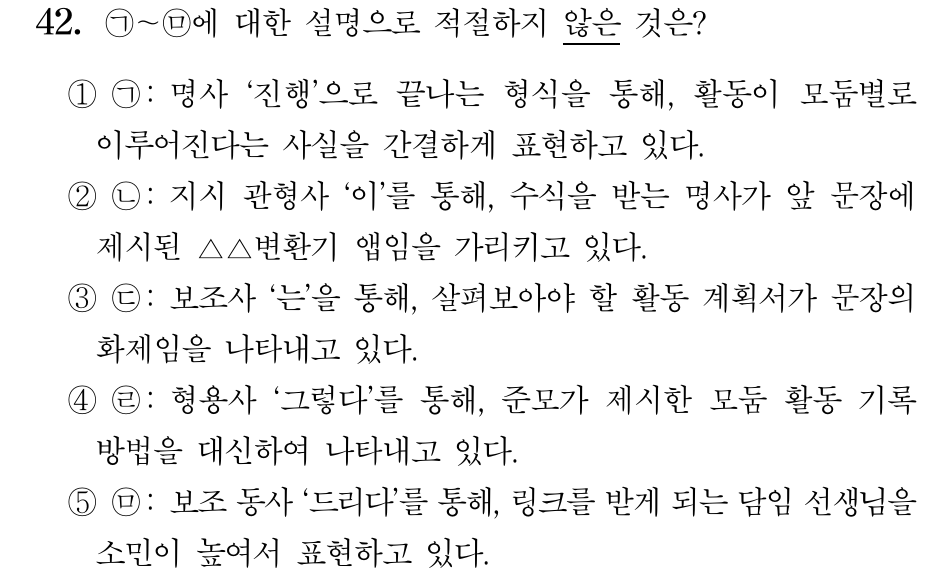 42. ㉠~㉤에 대한 설명으로 적절하지 않은 것은?
① ㉠: 명사 ‘진행’으로 끝나는 형식을 통해, 활동이 모둠별로
이루어진다는 사실을 간결하게 표현하고 있다.
② ㉡: 지시 관형사 ‘이’를 통해, 수식을 받는 명사가 앞 문장에
제시된 △△변환기 앱임을 가리키고 있다.
③ ㉢: 보조사 ‘는’을 통해, 살펴보아야 할 활동 계획서가 문장의
화제임을 나타내고 있다.
④ ㉣: 형용사 ‘그렇다’를 통해, 준모가 제시한 모둠 활동 기록
방법을 대신하여 나타내고 있다.
⑤ ㉤: 보조 동사 ‘드리다’를 통해, 링크를 받게 되는 담임 선생님을
소민이 높여서 표현하고 있다.